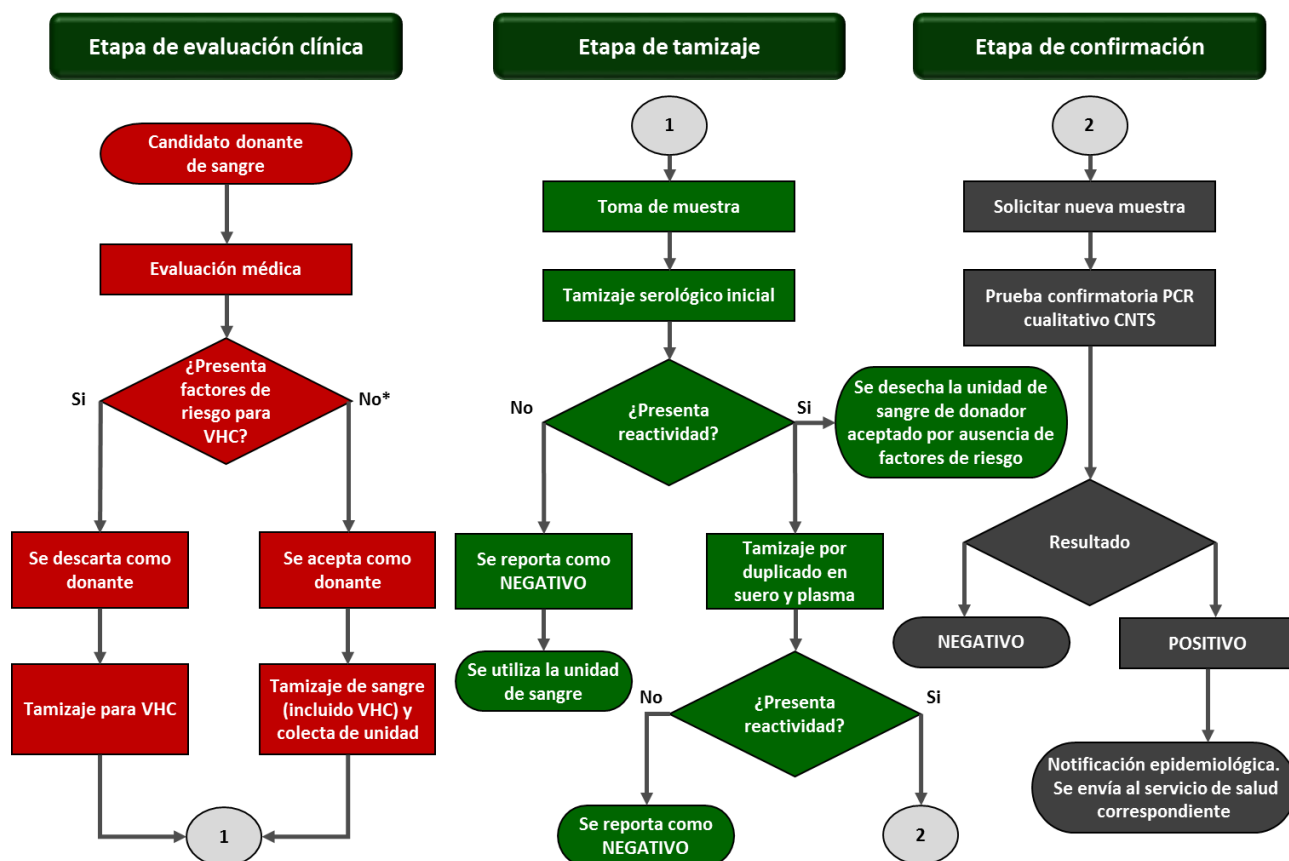 Etapa de evaluación clínica
Candidato donante
de sangre
Evaluación médica
¿Presenta
factores de
riesgo para
VHC?
Si
No*
Se descarta como
donante
Se acepta como
donante
Tamizaje para VHC
Tamizaje de sangre
(incluido VHC) y
colecta de unidad
1
Etapa de tamizaje
1
Toma de muestra
Tamizaje serológico inicial
¿Presenta
reactividad?
No
Si
Se desecha la unidad de
sangre de donador
aceptado por ausencia de
factores de riesgo
Se reporta como
NEGATIVO
Se utiliza la unidad
de sangre
Tamizaje por
duplicado en
suero y plasma
¿Presenta
reactividad?
No
Si
Se reporta como
NEGATIVO
2
Etapa de confirmación
2
Solicitar nueva muestra
Prueba confirmatoria PCR
cualitativo CNTS
Resultado
NEGATIVO
POSITIVO
Notificación epidemiológica.
Se envía al servicio de salud
correspondiente